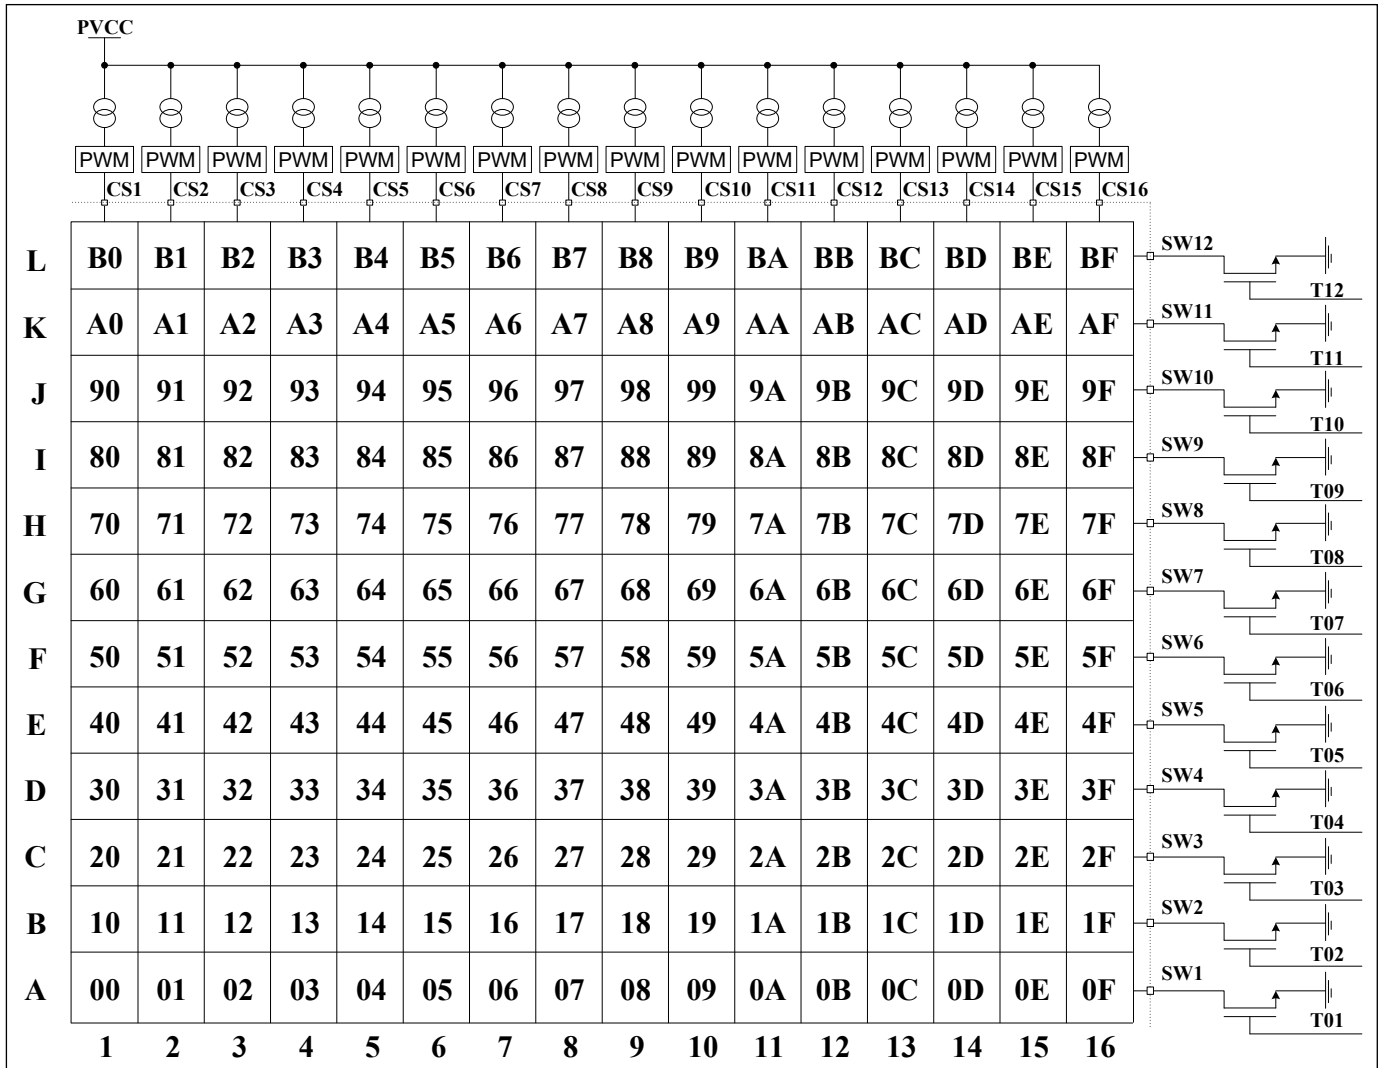 PVCC
PWM PWM PWM PWM PWM PWM PWM PWM PWM PWM PWM PWM PWM PWM PWM PWM
CS1 CS2 CS3 CS4 CS5 CS6 CS7 CS8 CS9 CS10 CS11 CS12 CS13 CS14 CS15 CS16
L B0 B1 B2 B3 B4 B5 B6 B7 B8 B9 BA BB BC BD BE BF SW12
T12
K A0 A1 A2 A3 A4 A5 A6 A7 A8 A9 AA AB AC AD AE AF SW11
T11
J 90 91 92 93 94 95 96 97 98 99 9A 9B 9C 9D 9E 9F SW10
T10
I 80 81 82 83 84 85 86 87 88 89 8A 8B 8C 8D 8E 8F SW9
T09
H 70 71 72 73 74 75 76 77 78 79 7A 7B 7C 7D 7E 7F SW8
T08
G 60 61 62 63 64 65 66 67 68 69 6A 6B 6C 6D 6E 6F SW7
T07
F 50 51 52 53 54 55 56 57 58 59 5A 5B 5C 5D 5E 5F SW6
T06
E 40 41 42 43 44 45 46 47 48 49 4A 4B 4C 4D 4E 4F SW5
T05
D 30 31 32 33 34 35 36 37 38 39 3A 3B 3C 3D 3E 3F SW4
T04
C 20 21 22 23 24 25 26 27 28 29 2A 2B 2C 2D 2E 2F SW3
T03
B 10 11 12 13 14 15 16 17 18 19 1A 1B 1C 1D 1E 1F SW2
T02
A 00 01 02 03 04 05 06 07 08 09 0A 0B 0C 0D 0E 0F SW1
T01
1 2 3 4 5 6 7 8 9 10 11 12 13 14 15 16